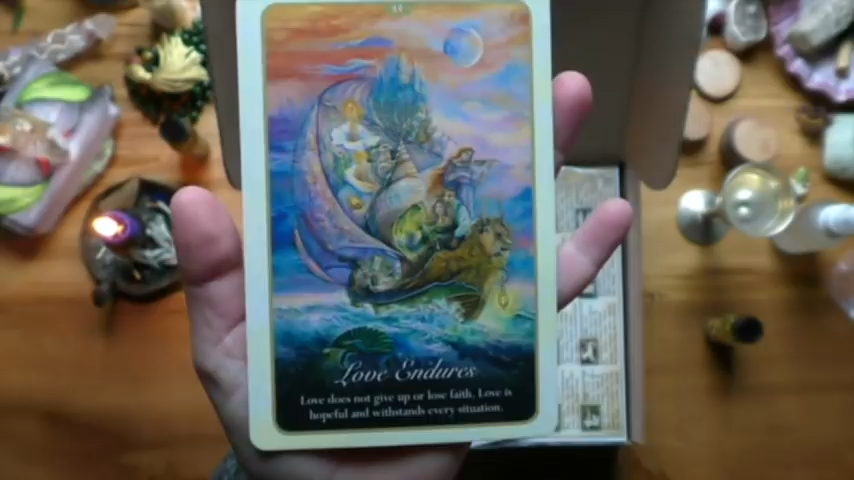 Love Endures
Love does not give up or lose faith. Love is
hopeful and withstands every situation.